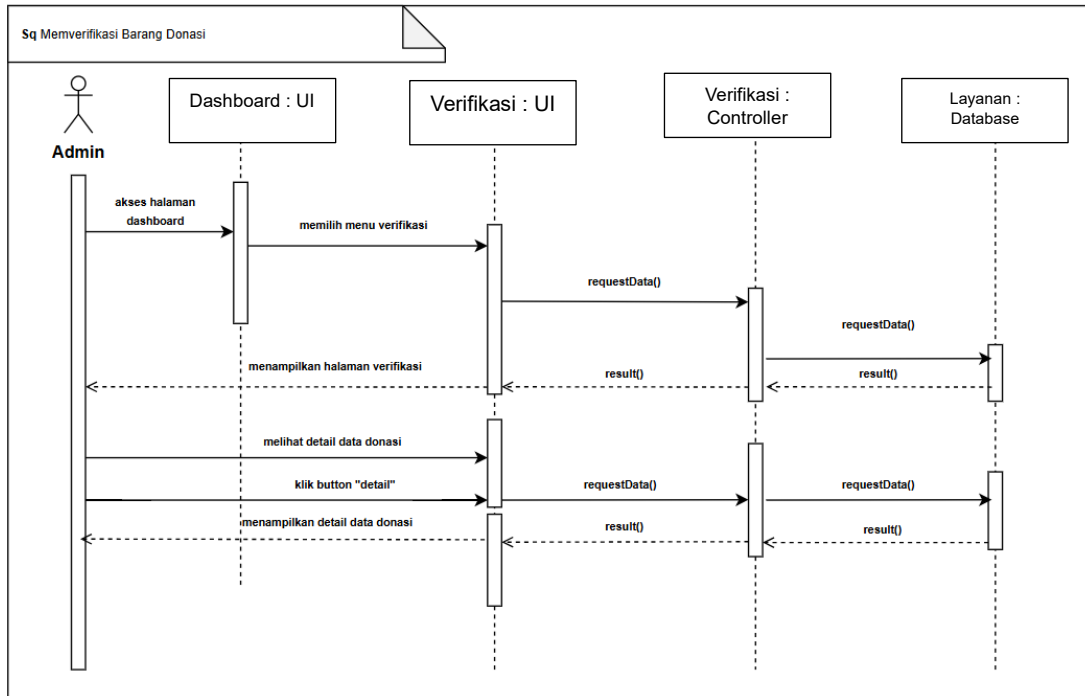 Sq Memverifikasi Barang Donasi
Admin
Dashboard : UI
Verifikasi : UI
Verifikasi :
Controller
Layanan :
Database
akses halaman
dashboard
memilih menu verifikasi
requestData()
requestData()
menampilkan halaman verifikasi
result()
result()
melihat detail data donasi
klik button "detail"
requestData()
requestData()
menampilkan detail data donasi
result()
result()